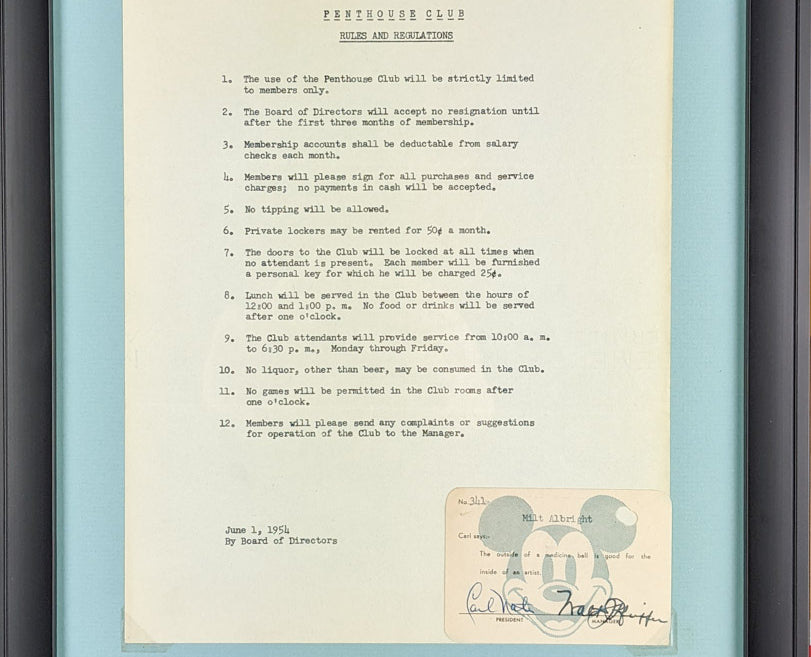 PENTHOUSE CLUB
RULES AND REGULATIONS
1. The use of the Penthouse Club will be strictly limited
to members only.
2. The Board of Directors will accept no resignation until
after the first three months of membership.
3. Membership accounts shall be deductable from salary
checks each month.
4. Members will please sign for all purchases and service
charges; no payments in cash will be accepted.
5. No tipping will be allowed.
6. Private lockers may be rented for 50¢ a month.
7. The doors to the Club will be locked at all times when
no attendant is present. Each member will be furnished
a personal key for which he will be charged 25¢.
8. Lunch will be served in the Club between the hours of
12:00 and 1:00 p. m. No food or drinks will be served
after one o'clock.
9. The Club attendants will provide service from 10:00 a. m.
to 6:30 p. m., Monday through Friday.
10. No liquor, other than beer, may be consumed in the Club.
11. No games will be permitted in the Club rooms after
one o'clock.
12. Members will please send any complaints or suggestions
for operation of the Club to the Manager.
June 1, 1954
By Board of Directors
No 341
Milt Albright
Carl says:-
The outside of a medicine ball is good for the
inside of an artist.
Carl
PRESIDENT MANAGER